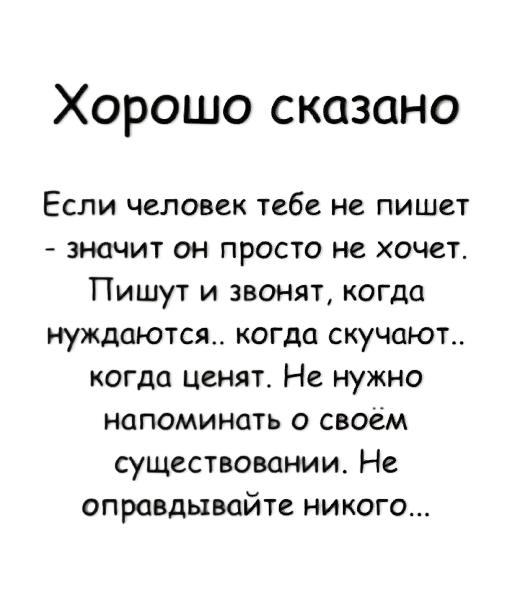 Хорошо сказано
Если человек тебе не пишет
- значит он просто не хочет.
Пишут и звонят, когда
нуждаются.. когда скучают..
когда ценят. Не нужно
напоминать о своём
существовании. Не
оправдывайте никого...